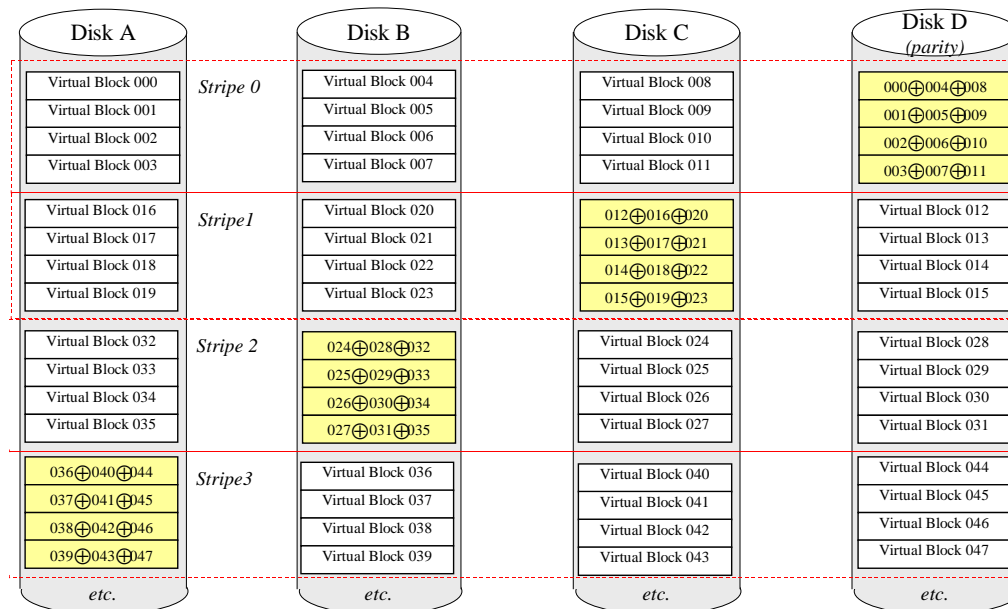 Disk A
Disk B
Disk C
Disk D
(parity)
Stripe 0
Virtual Block 000
Virtual Block 001
Virtual Block 002
Virtual Block 003
Virtual Block 004
Virtual Block 005
Virtual Block 006
Virtual Block 007
Virtual Block 008
Virtual Block 009
Virtual Block 010
Virtual Block 011
000⊕004⊕008
001⊕005⊕009
002⊕006⊕010
003⊕007⊕011
Stripe1
Virtual Block 016
Virtual Block 017
Virtual Block 018
Virtual Block 019
Virtual Block 020
Virtual Block 021
Virtual Block 022
Virtual Block 023
012⊕016⊕020
013⊕017⊕021
014⊕018⊕022
015⊕019⊕023
Virtual Block 012
Virtual Block 013
Virtual Block 014
Virtual Block 015
Stripe 2
Virtual Block 032
Virtual Block 033
Virtual Block 034
Virtual Block 035
024⊕028⊕032
025⊕029⊕033
026⊕030⊕034
027⊕031⊕035
Virtual Block 024
Virtual Block 025
Virtual Block 026
Virtual Block 027
Virtual Block 028
Virtual Block 029
Virtual Block 030
Virtual Block 031
Stripe3
036⊕040⊕044
037⊕041⊕045
038⊕042⊕046
039⊕043⊕047
Virtual Block 036
Virtual Block 037
Virtual Block 038
Virtual Block 039
Virtual Block 040
Virtual Block 041
Virtual Block 042
Virtual Block 043
Virtual Block 044
Virtual Block 045
Virtual Block 046
Virtual Block 047
etc.
etc.
etc.
etc.